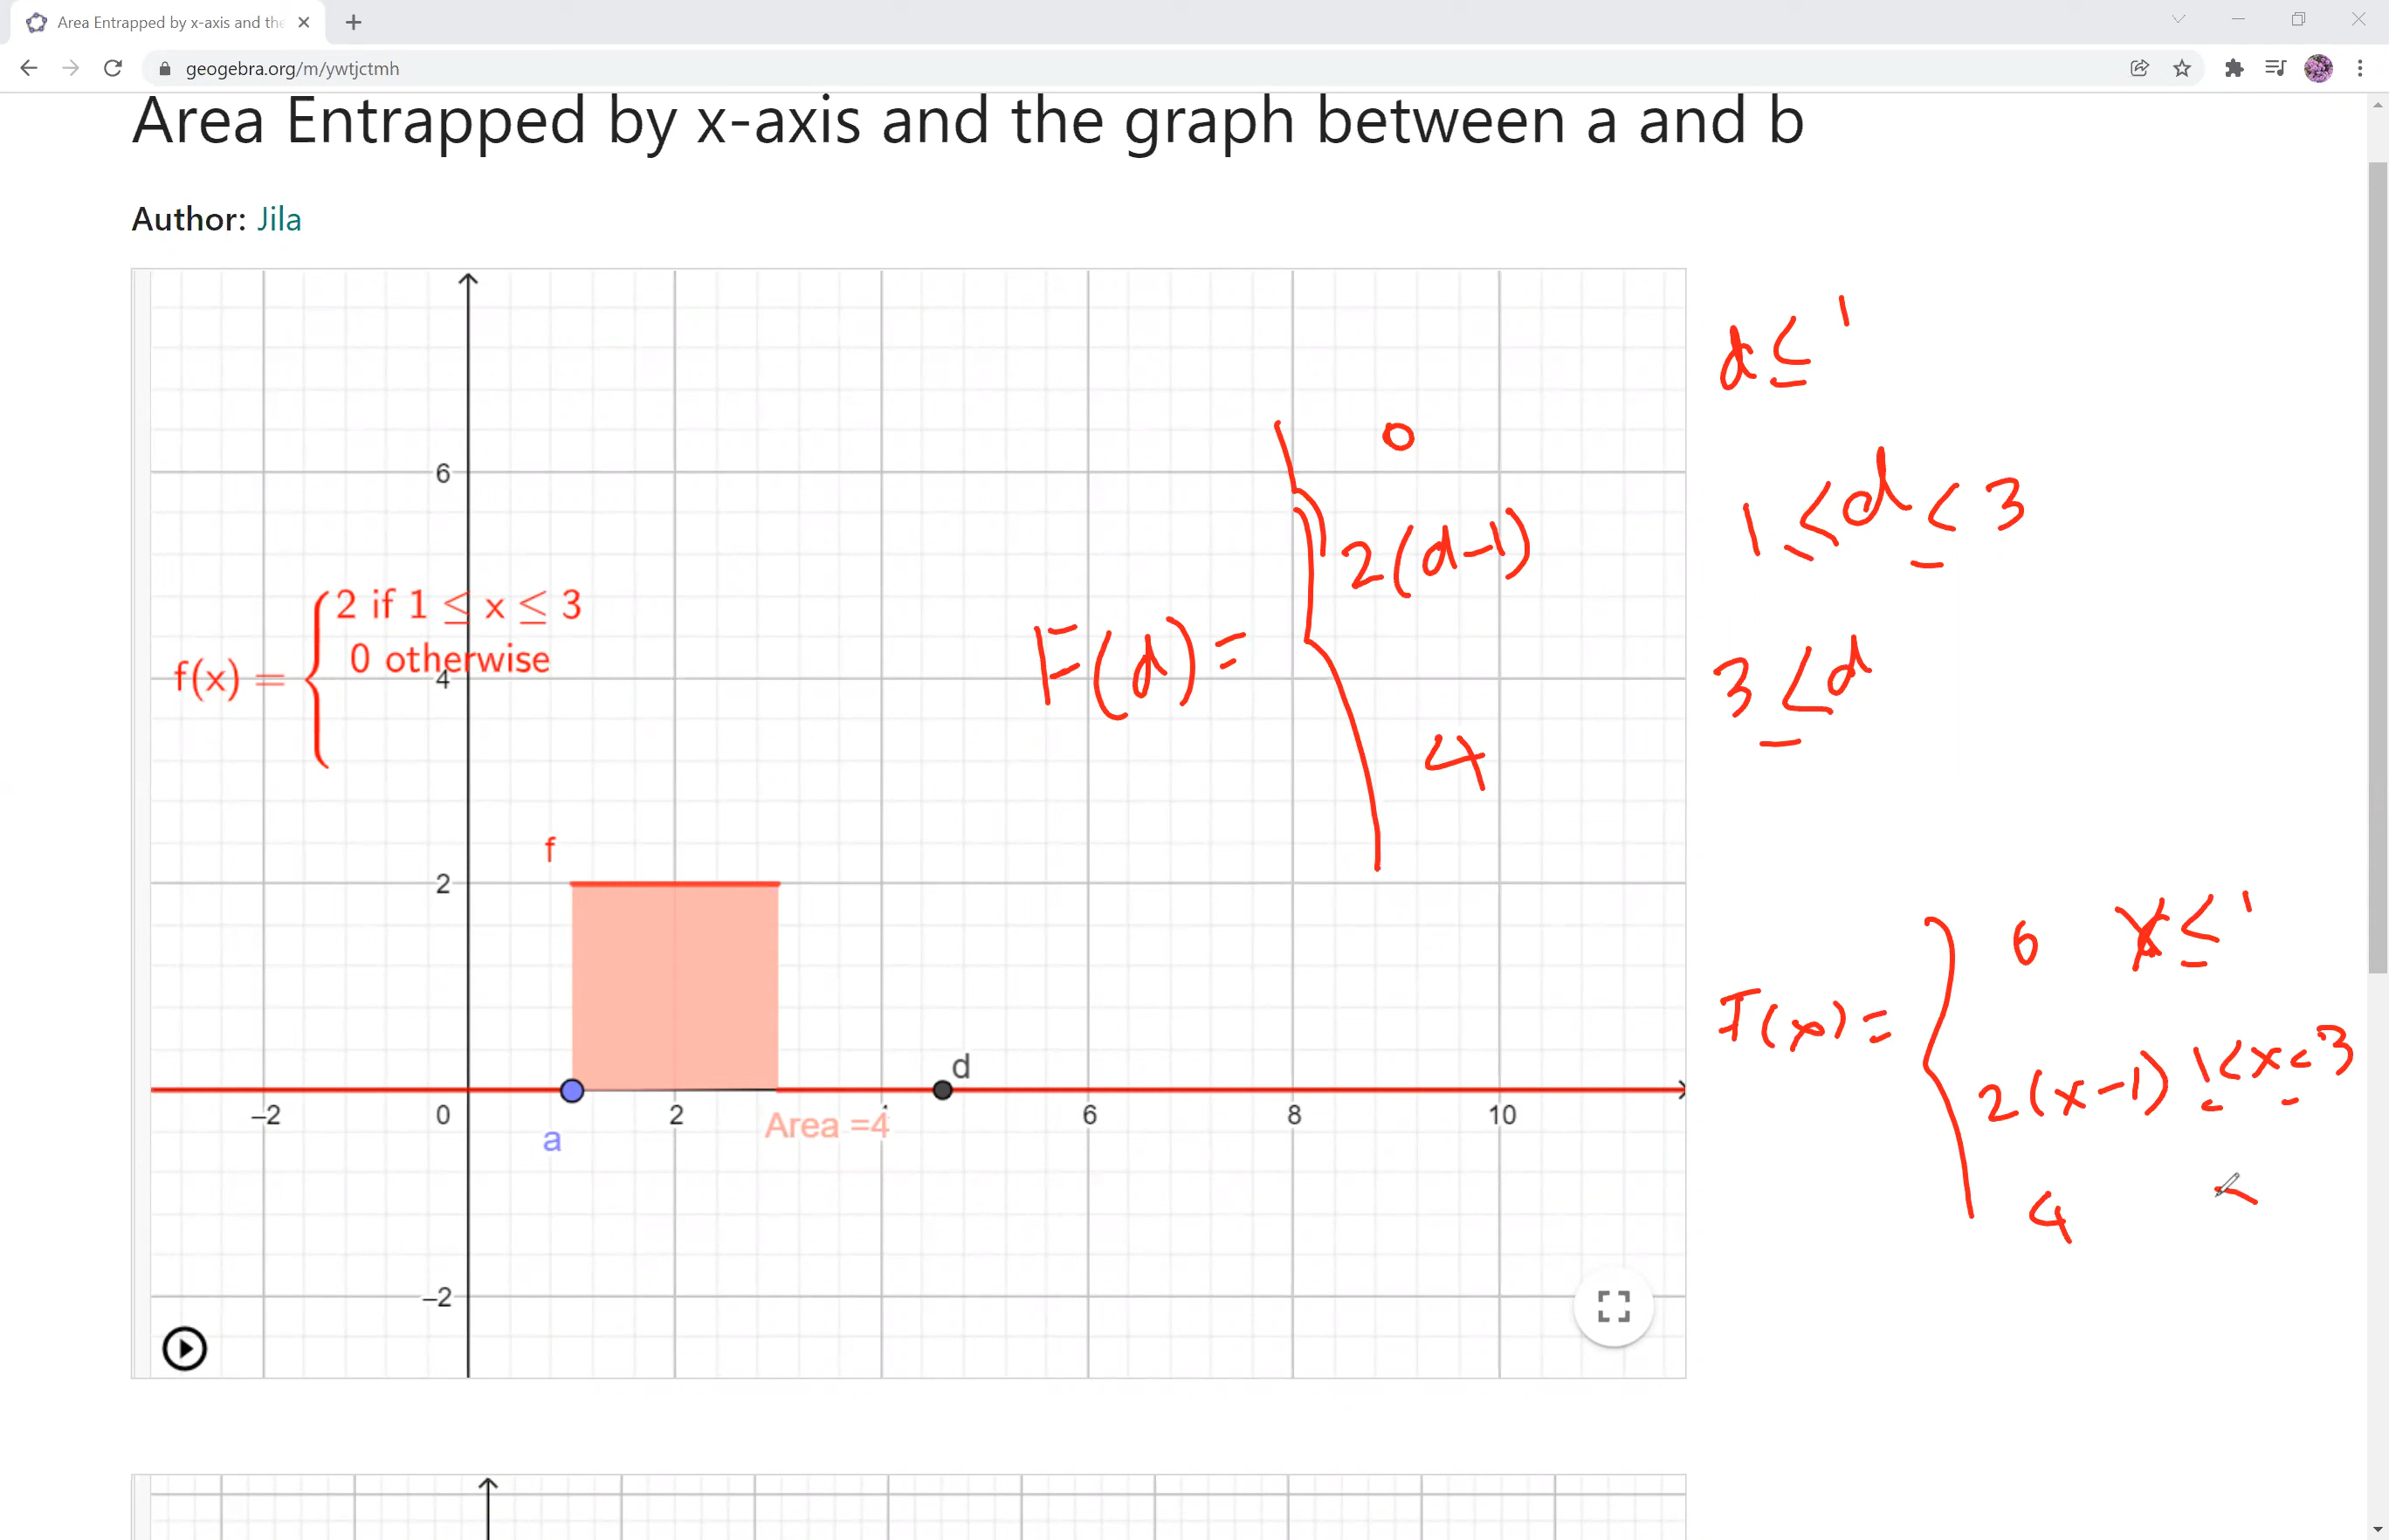 Area Entrapped by x-axis and the
geogebra.org/m/ywtjctmh
Area Entrapped by x-axis and the graph between a and b
Author: Jila
f(x) = { 2 if 1 ≤ x ≤ 3
0 otherwise
F(d) = { 0 d ≤ 1
2(d-1) 1 ≤ d ≤ 3
4 3 ≤ d
F(x) = { 0 x ≤ 1
2(x-1) 1 ≤ x ≤ 3
4 <
6
4
f
2
d
-2 0 2 4 6 8 10
a
Area =4
-2